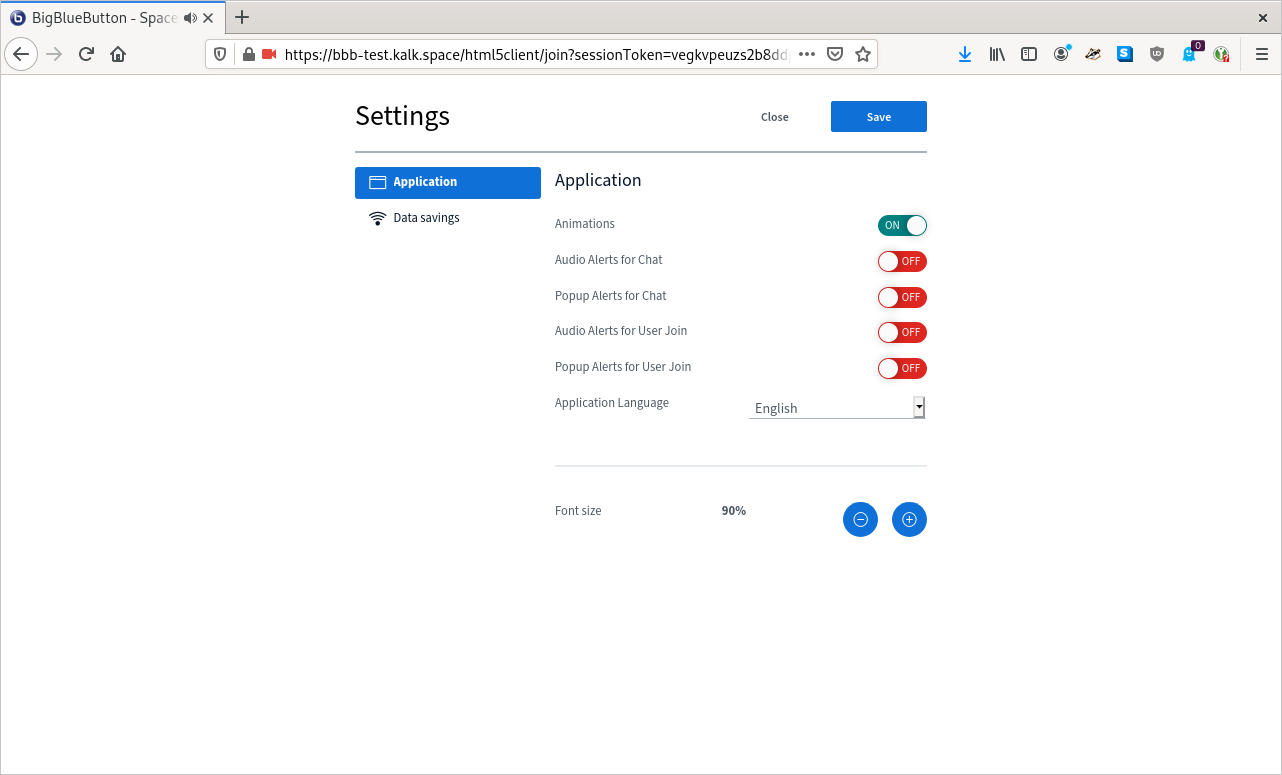 BigBlueButton - Space
https://bbb-test.kalk.space/html5client/join?sessionToken=vegkvpeuzs2b8dd
S
UD
0
Settings
Close
Save
Application
Data savings
Application
Animations
ON
Audio Alerts for Chat
OFF
Popup Alerts for Chat
OFF
Audio Alerts for User Join
OFF
Popup Alerts for User Join
OFF
Application Language
English
Font size
90%